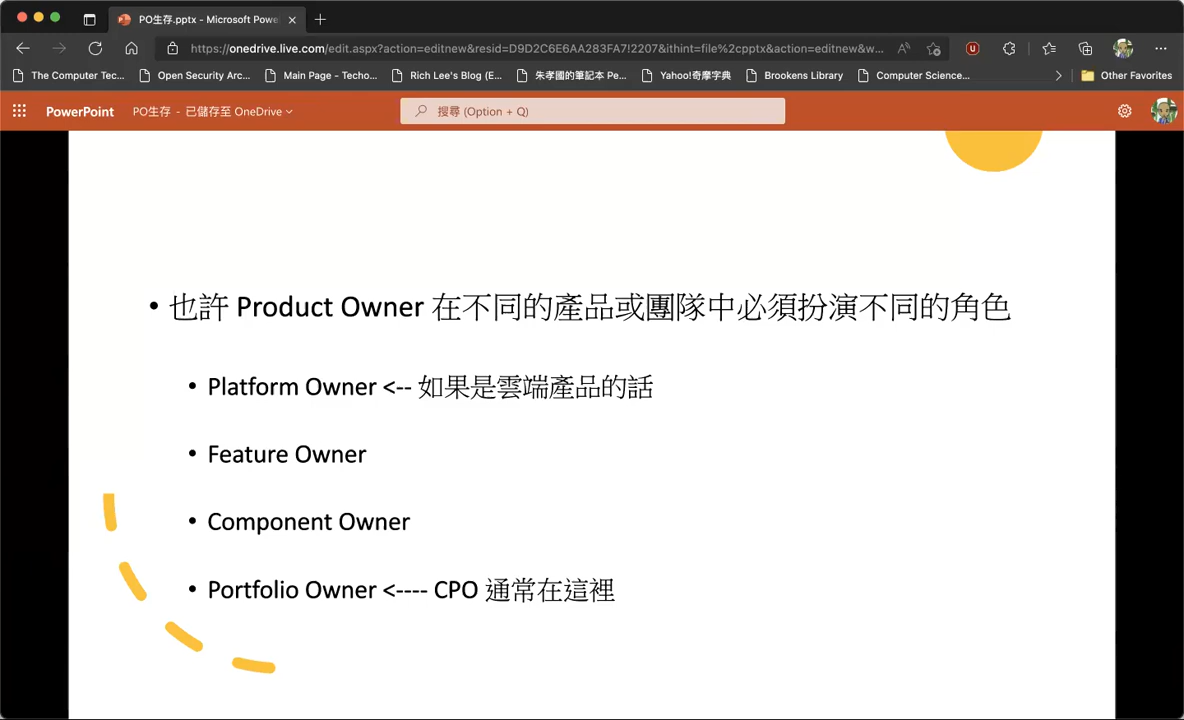 PO生存.pptx - Microsoft Powe
https://onedrive.live.com/edit.aspx?action=editnew&resid=D9D2C6E6AA283FA7!2207&ithint=file%2cpptx&action=editnew&w...
The Computer Tec...
Open Security Arc...
Main Page - Techo...
Rich Lee's Blog (E...
朱孝國的筆記本 Pe...
Yahoo!奇摩字典
Brookens Library
Computer Science...
Other Favorites
PowerPoint
PO生存 - 已儲存至 OneDrive
搜尋 (Option + Q)
• 也許 Product Owner 在不同的產品或團隊中必須扮演不同的角色
• Platform Owner <-- 如果是雲端產品的話
• Feature Owner
• Component Owner
• Portfolio Owner <---- CPO 通常在這裡